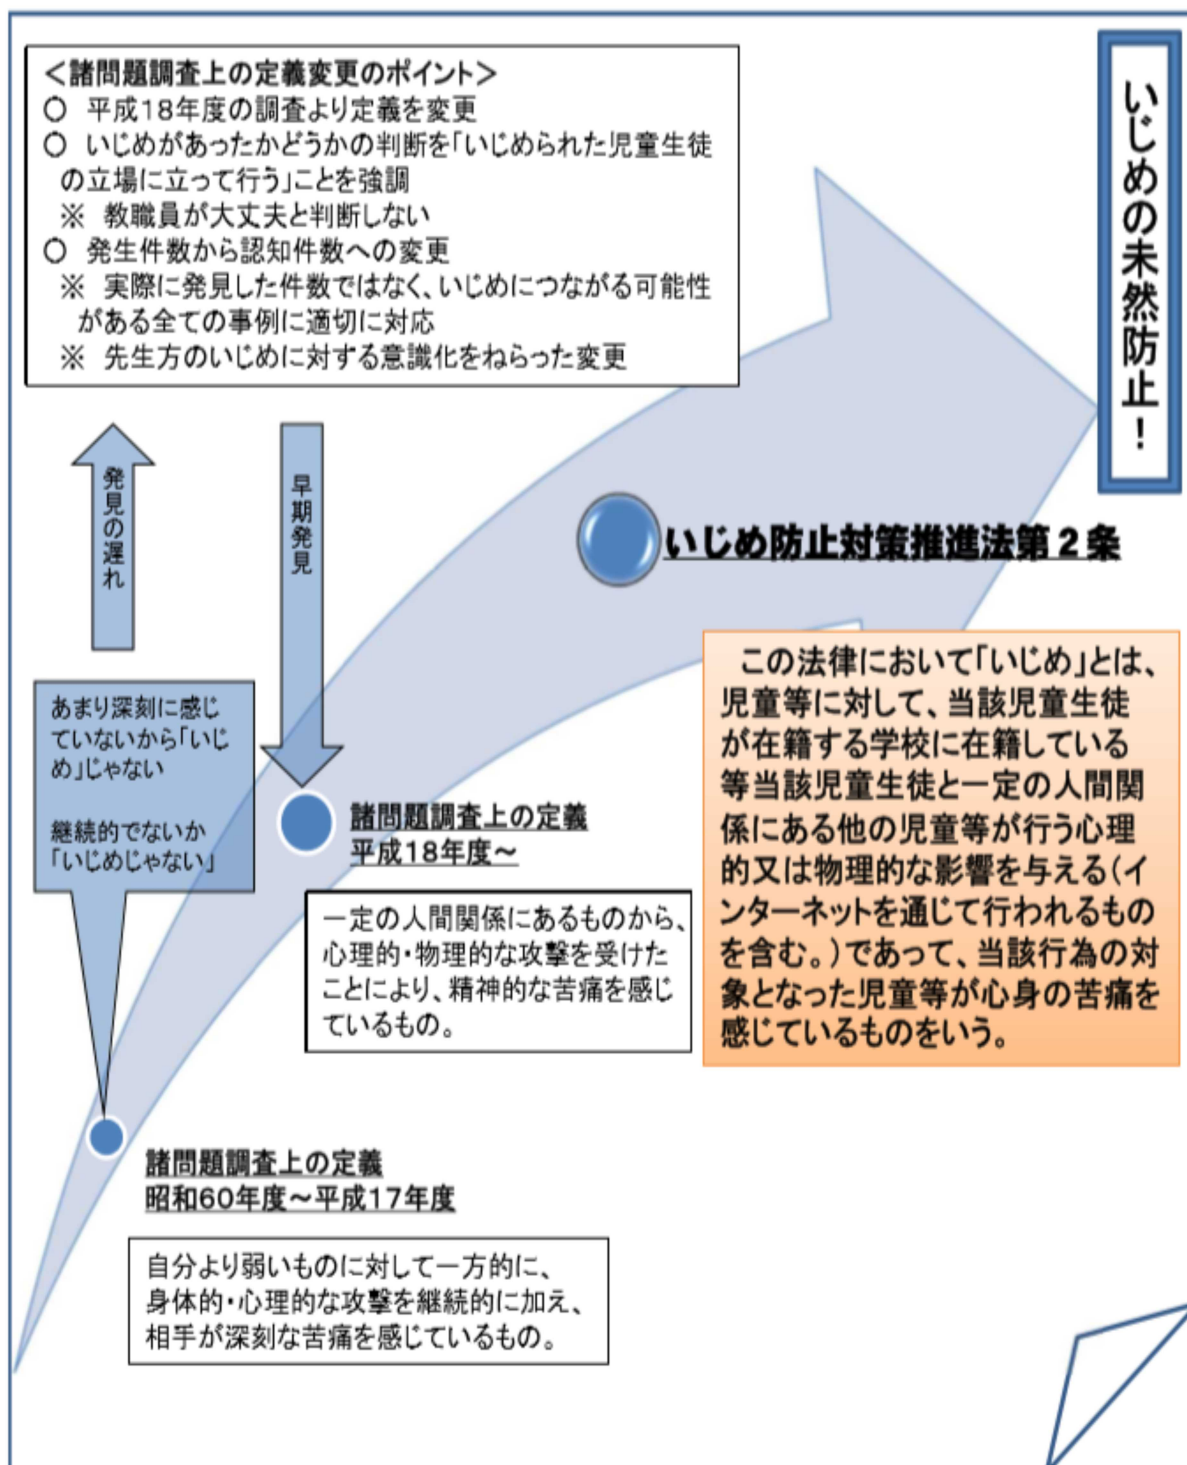 ＜諸問題調査上の定義変更のポイント＞
○ 平成18年度の調査より定義を変更
○ いじめがあったかどうかの判断を「いじめられた児童生徒
の立場に立って行う」ことを強調
※ 教職員が大丈夫と判断しない
○ 発生件数から認知件数への変更
※ 実際に発見した件数ではなく、いじめにつながる可能性
がある全ての事例に適切に対応
※ 先生方のいじめに対する意識化をねらった変更
いじめの未然防止！
発見の遅れ
早期発見
いじめ防止対策推進法第２条
この法律において「いじめ」とは、
児童等に対して、当該児童生徒
が在籍する学校に在籍している
等当該児童生徒と一定の人間関
係にある他の児童等が行う心理
的又は物理的な影響を与える（イ
ンターネットを通じて行われるもの
を含む。）であって、当該行為の対
象となった児童等が心身の苦痛を
感じているものをいう。
あまり深刻に感じ
ていないから「いじ
め」じゃない
継続的でないか
「いじめじゃない」
諸問題調査上の定義
平成18年度～
一定の人間関係にあるものから、
心理的・物理的な攻撃を受けた
ことにより、精神的な苦痛を感じ
ているもの。
諸問題調査上の定義
昭和60年度～平成17年度
自分より弱いものに対して一方的に、
身体的・心理的な攻撃を継続的に加え、
相手が深刻な苦痛を感じているもの。